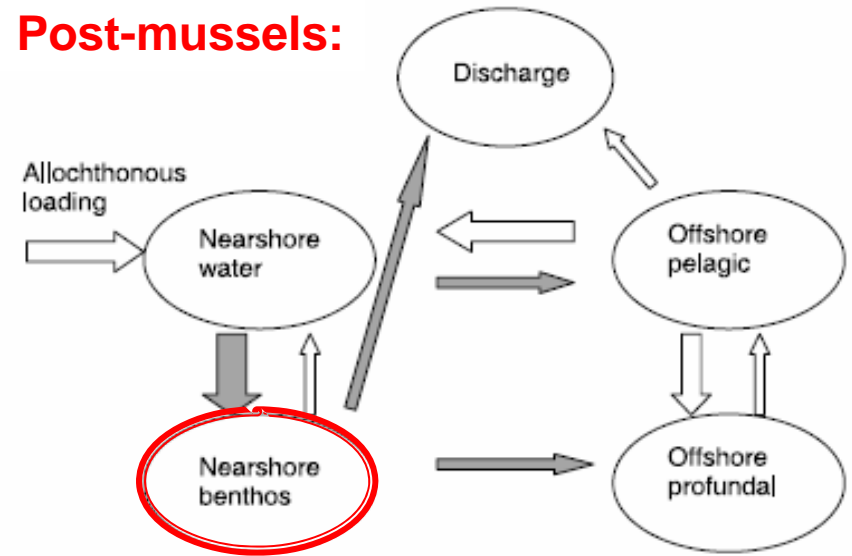 Post-mussels:
Discharge
Allochthonous
loading
Nearshore
water
Offshore
pelagic
Nearshore
benthos
Offshore
profundal